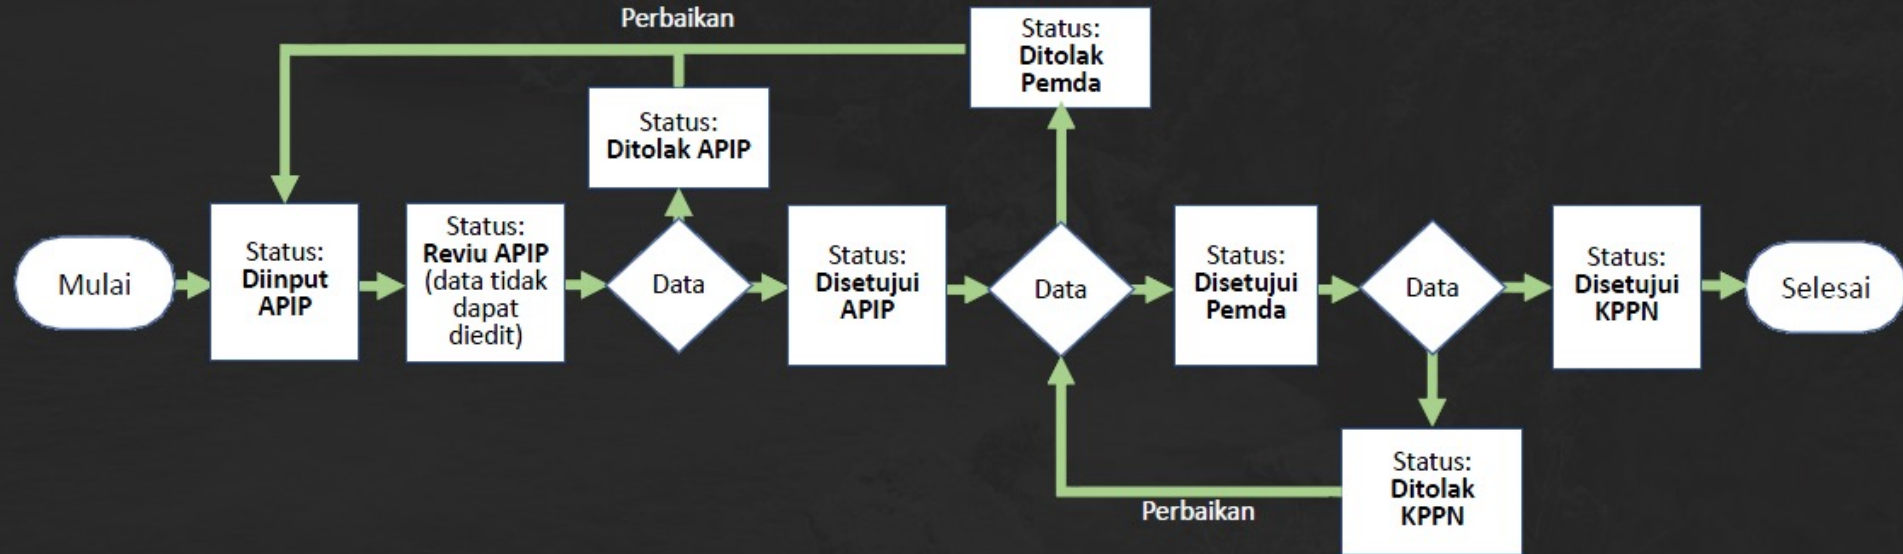 Perbaikan
Status:
Ditolak
Pemda
Status:
Ditolak APIP
Mulai
Status:
Diinput
APIP
Status:
Reviu APIP
(data tidak
dapat
diedit)
Data
Status:
Disetujui
APIP
Data
Status:
Disetujui
Pemda
Data
Status:
Disetujui
KPPN
Selesai
Status:
Ditolak
KPPN
Perbaikan